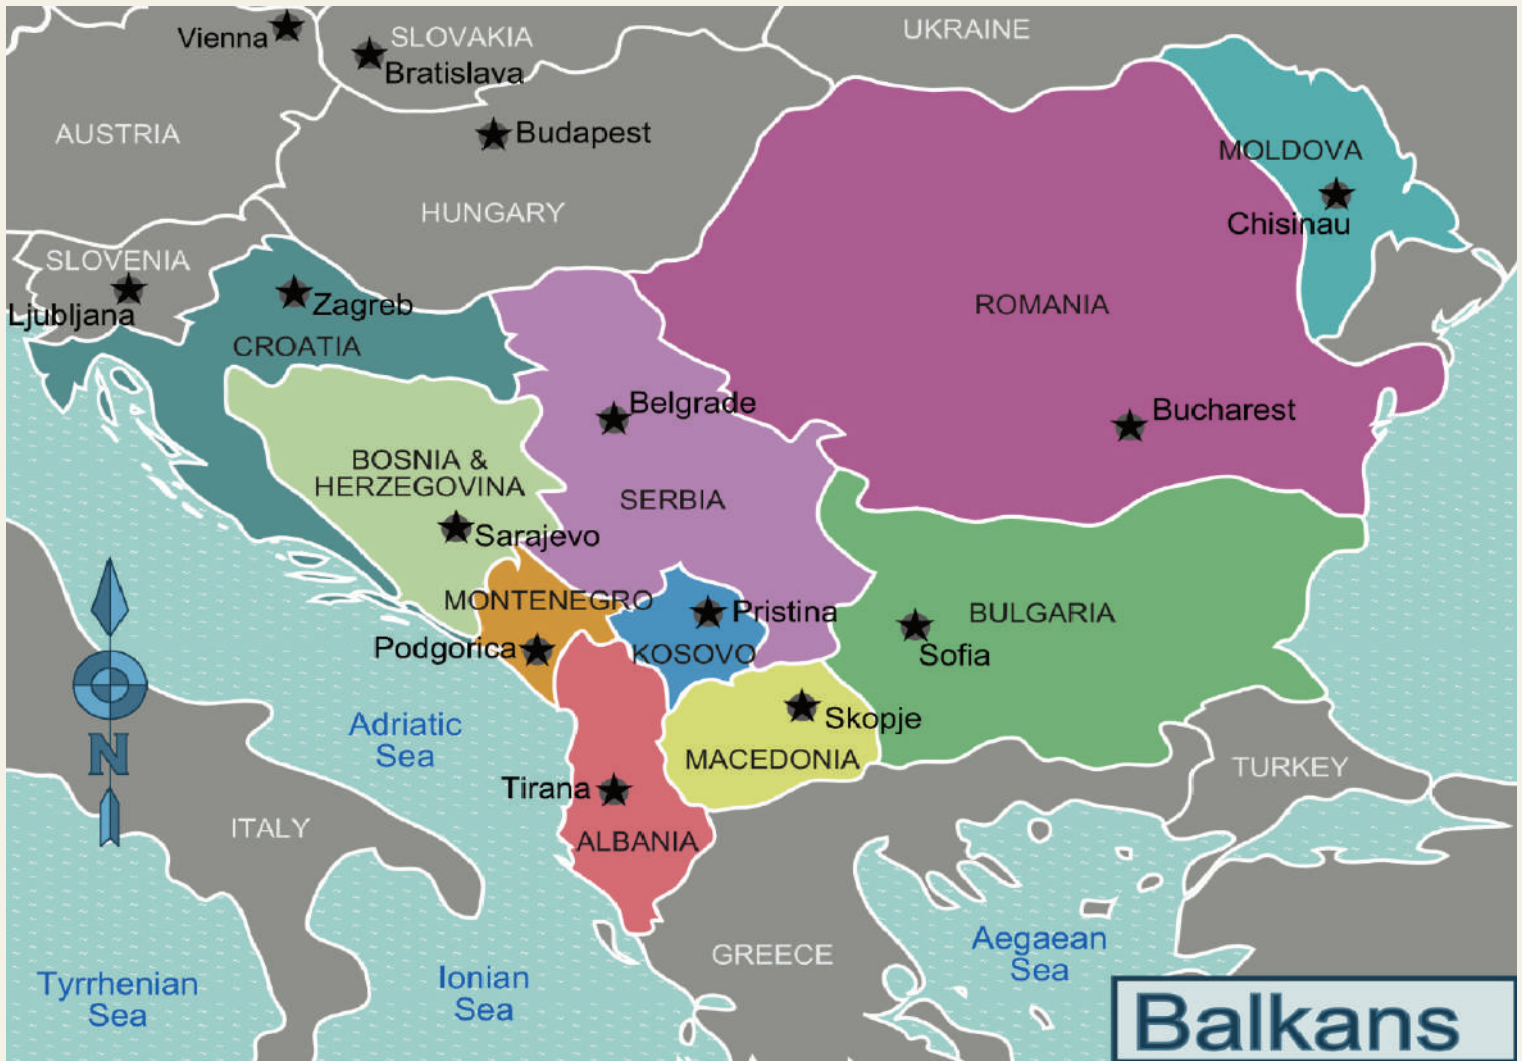 UKRAINE
Vienna
SLOVAKIA
Bratislava
AUSTRIA
Budapest
MOLDOVA
HUNGARY
Chisinau
SLOVENIA
Ljubljana
Zagreb
ROMANIA
CROATIA
Belgrade
Bucharest
BOSNIA &
HERZEGOVINA
SERBIA
Sarajevo
MONTENEGRO
Pristina
BULGARIA
Podgorica
KOSOVO
Sofia
Adriatic
Sea
Skopje
N
MACEDONIA
TURKEY
Tirana
ITALY
ALBANIA
GREECE
Aegaean
Sea
Tyrrhenian
Sea
Ionian
Sea
Balkans